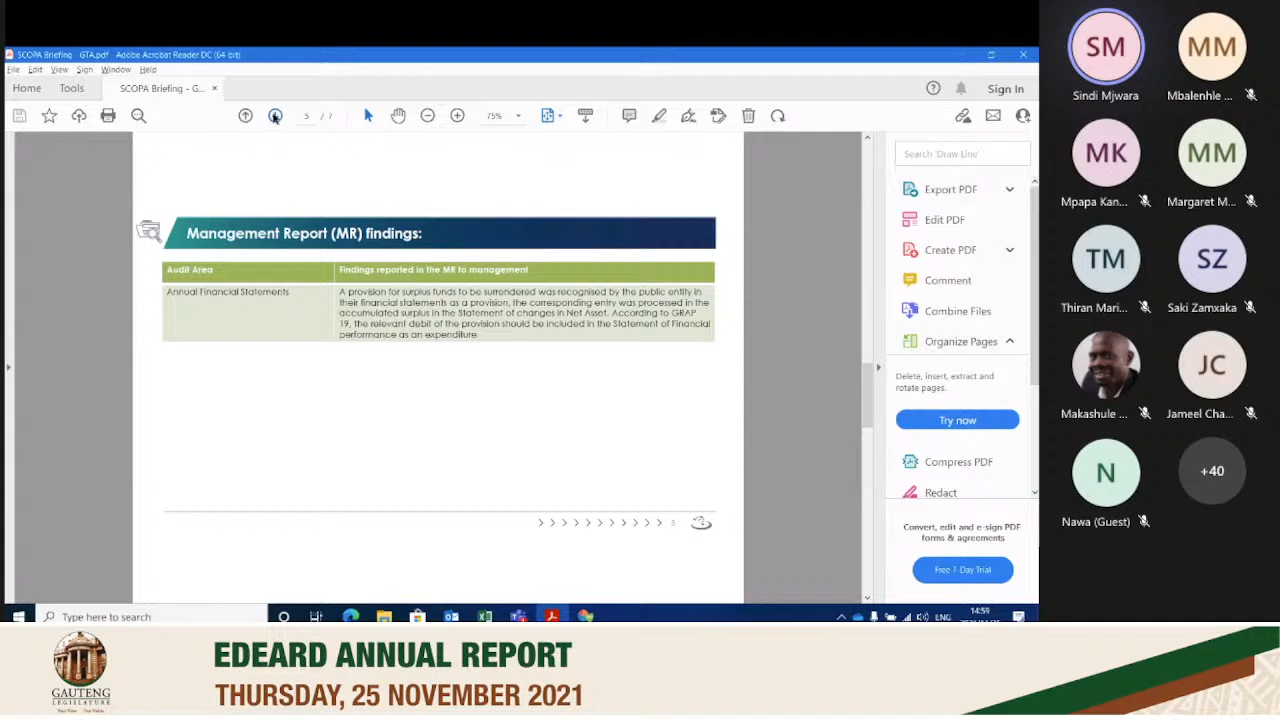 SCOPA Briefing - GTA.pdf - Adobe Acrobat Reader DC (64-bit)
File Edit View Sign Window Help
Home Tools SCOPA Briefing - G... × Sign In
5 / 7 75%
Search 'Draw Line'
Export PDF
Edit PDF
Create PDF
Comment
Combine Files
Organize Pages
Delete, insert, extract and
rotate pages.
Try now
Compress PDF
Redact
Convert, edit and e-sign PDF
forms & agreements
Free 7-Day Trial
Management Report (MR) findings:
Audit Area Findings reported in the MR to management
Annual Financial Statements
A provision for surplus funds to be surrendered was recognised by the public entity in
their financial statements as a provision, the corresponding entry was processed in the
accumulated surplus in the Statement of changes in Net Asset. According to GRAP
19, the relevant debit of the provision should be included in the Statement of Financial
performance as an expenditure
5
Type here to search
ENG
14:59
SM
Sindi Mjwara
MM
Mbalenhle ...
MK
Mpapa Kan...
MM
Margaret M...
TM
Thiran Mari...
SZ
Saki Zamxaka
Makashule ...
JC
Jameel Cha...
N
Nawa (Guest)
+40
GAUTENG
LEGISLATURE
EDEARD ANNUAL REPORT
THURSDAY, 25 NOVEMBER 2021